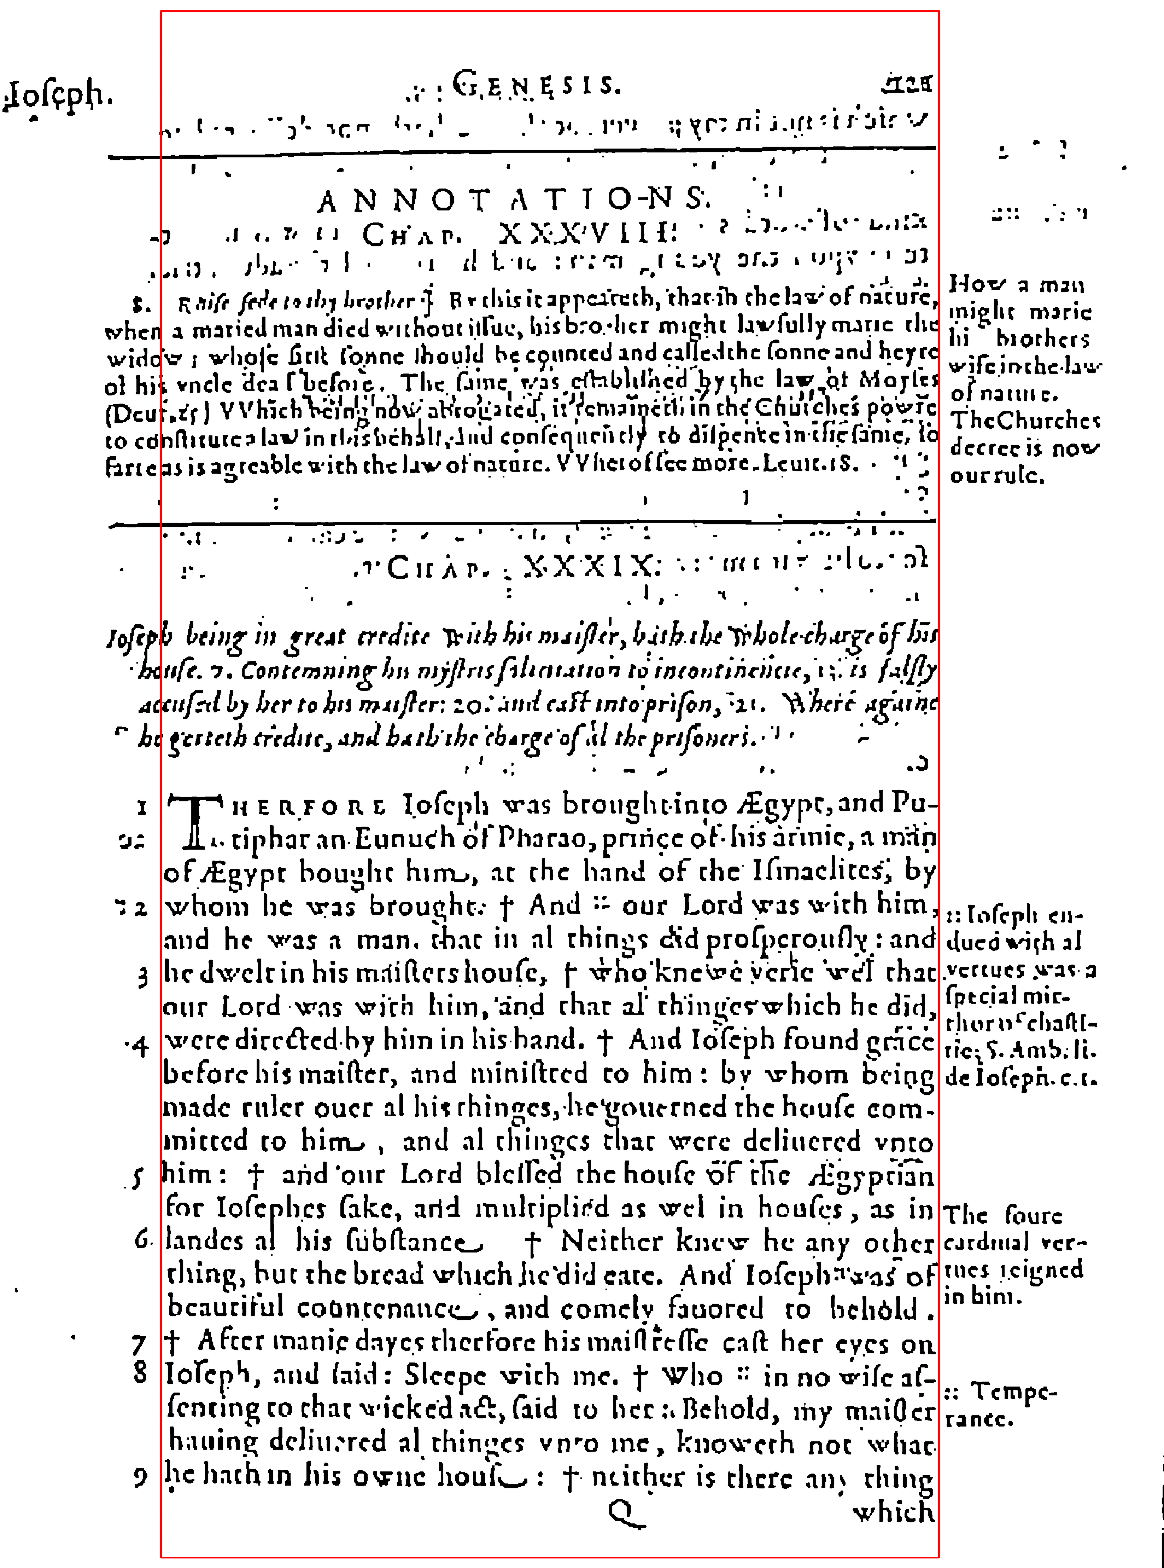 Ioſeph.
GENESIS.
ANNOTATIONS.
CHAP. XXXVIII.
Raiſe ſede to thy brother.] By this it appeareth, that in the law of nature,
when a maried man died without iſſue, his brother might lawfully marie the
widow; whoſe firſt ſonne ſhould be counted and called the ſonne and heyre
of his vncle dead before. The ſame was eſtabliſhed by the law of Moyſes
(Deut. 25.) VVhich being now abrogated, it remaineth in the Churches powre
to conſtitute a law in this behalf, and conſequently to diſpenſe in the ſame, ſo
farre as is agreable with the law of nature. VVherof ſee more. Leuit. 18.
How a man
might marie
hi brothers
wife in the law
of nature.
The Churches
decree is now
our rule.
CHAP. XXXIX.
Ioſeph being in great credite with his maiſter, hath the whole charge of his
houſe. 7. Contemning his myſtris ſolicitation to incontinencie, 13. is falſly
accuſed by her to his maiſter: 20. and caſt into priſon, 21. Where againe
he getteth credite, and hath the charge of al the priſoners.
1 THERFORE Ioſeph was brought into Ægypt, and Pu-
tiphar an Eunuch of Pharao, prince of his armie, a man
of Ægypt bought him, at the hand of the Iſmaelites, by
2 whom he was brought. † And :: our Lord was with him,
and he was a man that in al things did proſperouſly: and
3 he dwelt in his maiſters houſe, † who knewe verie wel that
our Lord was with him, and that al thinges which he did,
4 were directed by him in his hand. † And Ioſeph found grace
before his maiſter, and miniſtred to him: by whom being
made ruler ouer al his thinges, he gouerned the houſe com-
mitted to him, and al thinges that were deliuered vnto
5 him: † and our Lord bleſſed the houſe of the Ægyptian
for Ioſephes ſake, and multiplied as wel in houſes, as in
6 landes al his ſubſtance † Neither knew he any other
thing, but the bread which he did eate. And Ioſeph was of
beautiful countenance, and comely fauored to behold.
7 † After manie dayes therfore his maiſtreſſe caſt her eyes on
8 Ioſeph, and ſaid: Sleepe with me. † Who :: in no wiſe aſ-
ſenting to that wicked act, ſaid to her: Behold, my maiſter
hauing deliuered al thinges vnto me, knoweth not what
9 he hath in his owne houſe: † neither is there any thing
:: Ioſeph en-
dued with al
vertues was a
ſpecial mir-
thor of chaſti-
tie; S. Amb. li.
de Ioſeph. c. 1.
The foure
cardinal ver-
tues reigned
in him.
:: Tempe-
rance.
Q which